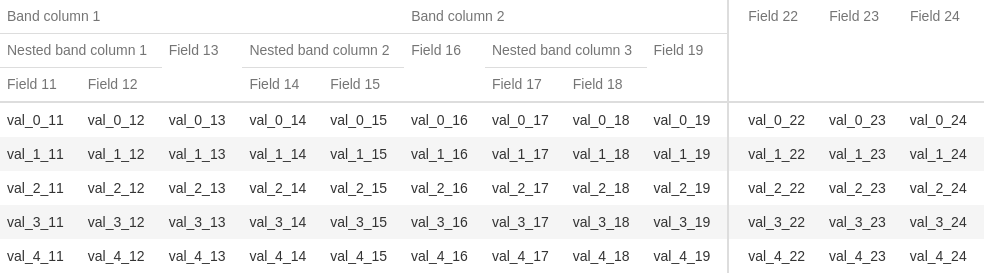 Band column 1 Band column 2 Field 22 Field 23 Field 24
Nested band column 1 Field 13 Nested band column 2 Field 16 Nested band column 3 Field 19
Field 11 Field 12 Field 14 Field 15 Field 17 Field 18
val_0_11 val_0_12 val_0_13 val_0_14 val_0_15 val_0_16 val_0_17 val_0_18 val_0_19 val_0_22 val_0_23 val_0_24
val_1_11 val_1_12 val_1_13 val_1_14 val_1_15 val_1_16 val_1_17 val_1_18 val_1_19 val_1_22 val_1_23 val_1_24
val_2_11 val_2_12 val_2_13 val_2_14 val_2_15 val_2_16 val_2_17 val_2_18 val_2_19 val_2_22 val_2_23 val_2_24
val_3_11 val_3_12 val_3_13 val_3_14 val_3_15 val_3_16 val_3_17 val_3_18 val_3_19 val_3_22 val_3_23 val_3_24
val_4_11 val_4_12 val_4_13 val_4_14 val_4_15 val_4_16 val_4_17 val_4_18 val_4_19 val_4_22 val_4_23 val_4_24